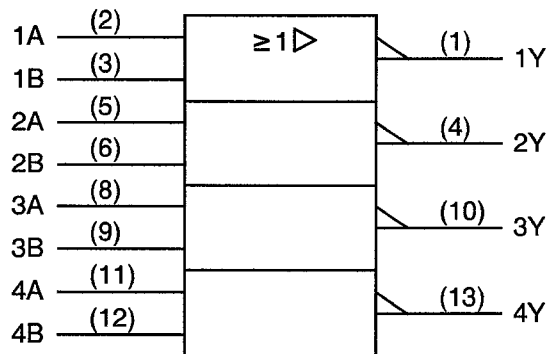 1A (2) ≥1▷ (1) 1Y
1B (3)
2A (5) (4) 2Y
2B (6)
3A (8) (10) 3Y
3B (9)
4A (11) (13) 4Y
4B (12)